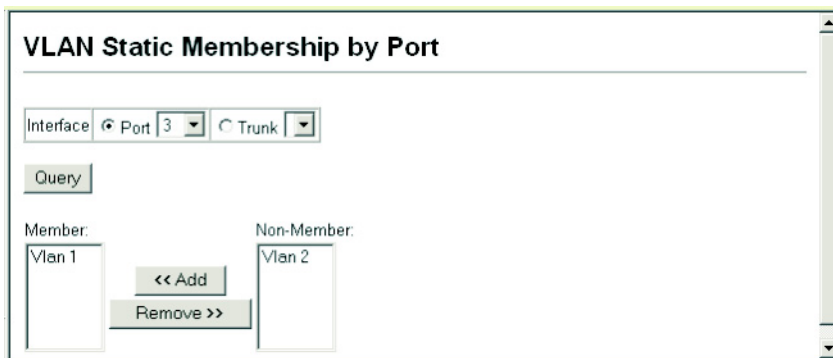 VLAN Static Membership by Port
Interface Port 3 Trunk
Query
Member: Non-Member:
Vlan 1 Vlan 2
<< Add
Remove >>